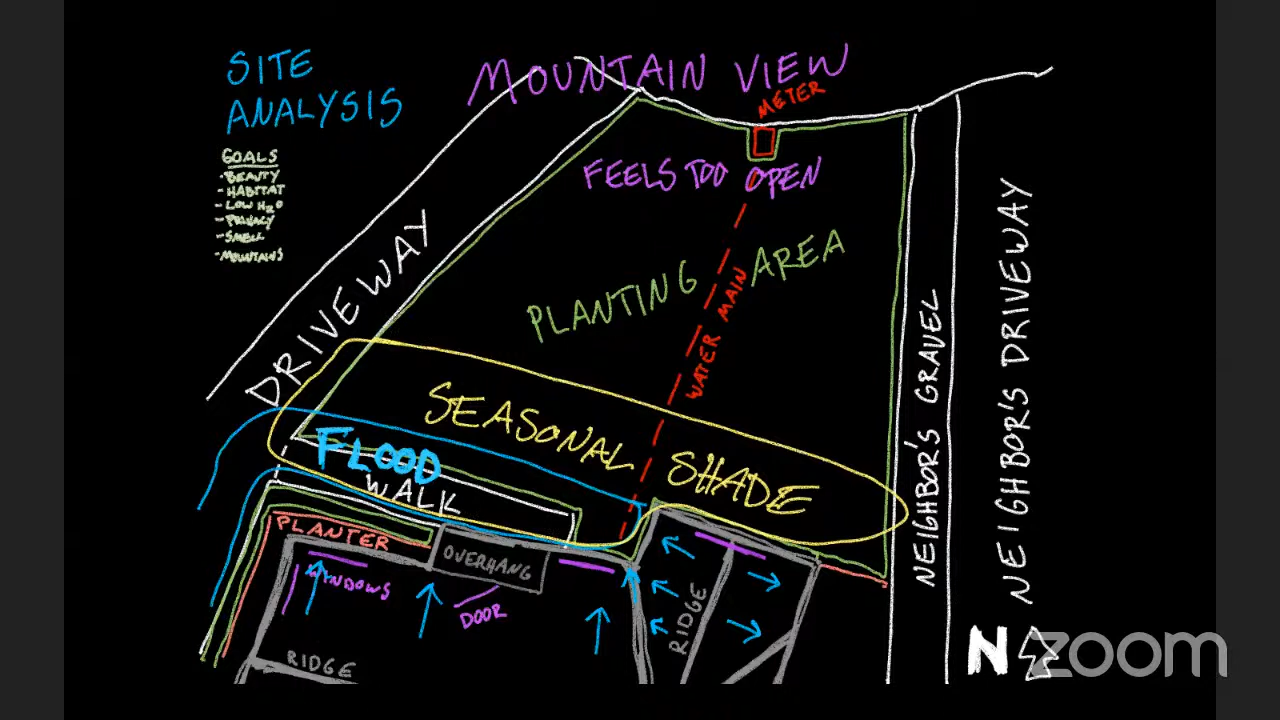 SITE
ANALYSIS
GOALS
- BEAUTY
- HABITAT
- LOW H2O
- PRIVACY
- SMELL
- MOUNTAINS
MOUNTAIN VIEW
METER
FEELS TOO OPEN
PLANTING AREA
WATER MAIN
DRIVEWAY
SEASONAL SHADE
FLOOD
WALK
PLANTER
OVERHANG
WINDOWS
DOOR
RIDGE
RIDGE
NEIGHBOR'S GRAVEL
NEIGHBOR'S DRIVEWAY
N
zoom